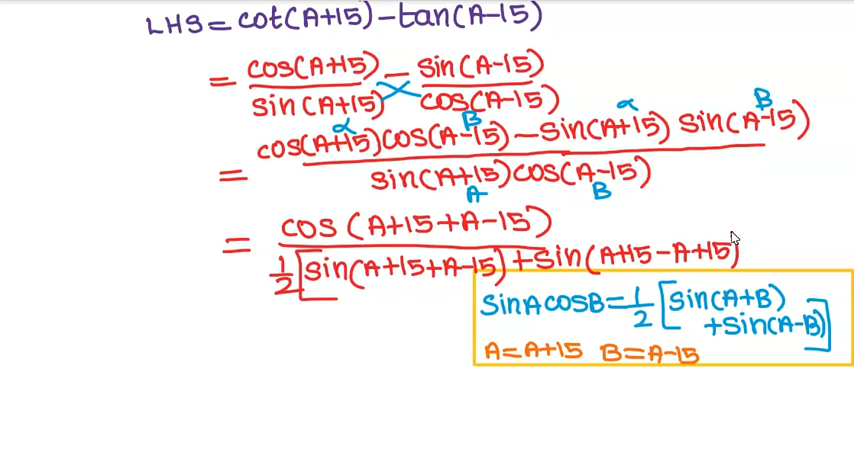 LHS = cot(A+15) - tan(A-15)
= cos(A+15)/sin(A+15) - sin(A-15)/cos(A-15)
α B α B
= cos(A+15)cos(A-15) - sin(A+15) sin(A-15)/sin(A+15)cos(A-15)
A B
= cos(A+15+A-15)/1/2[sin(A+15+A-15)+sin(A+15-A+15)
sinAcosB = 1/2[sin(A+B)
+sin(A-B)]
A=A+15 B=A-15